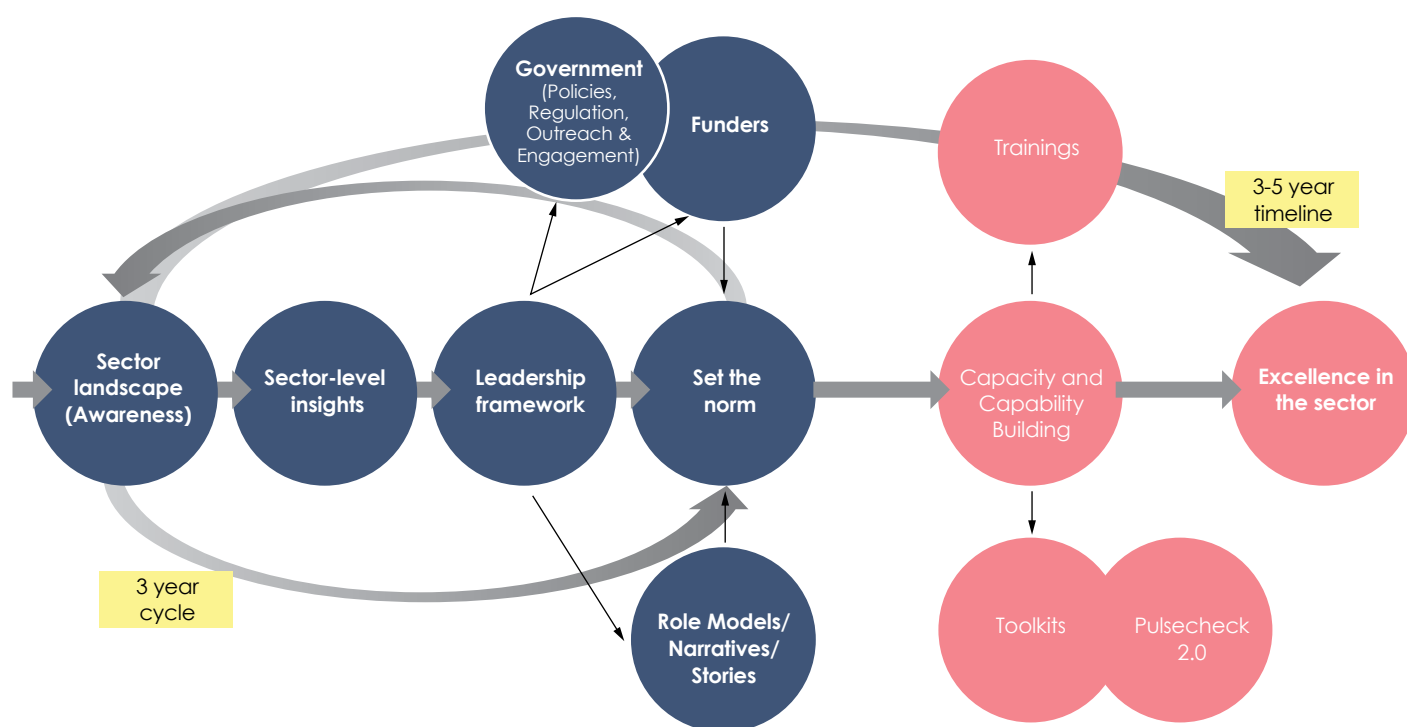 Government
(Policies,
Regulation,
Outreach &
Engagement)
Funders
Trainings
3-5 year
timeline
Sector
landscape
(Awareness)
Sector-level
insights
Leadership
framework
Set the
norm
Capacity and
Capability
Building
Excellence in
the sector
3 year
cycle
Role Models/
Narratives/
Stories
Toolkits
Pulsecheck
2.0